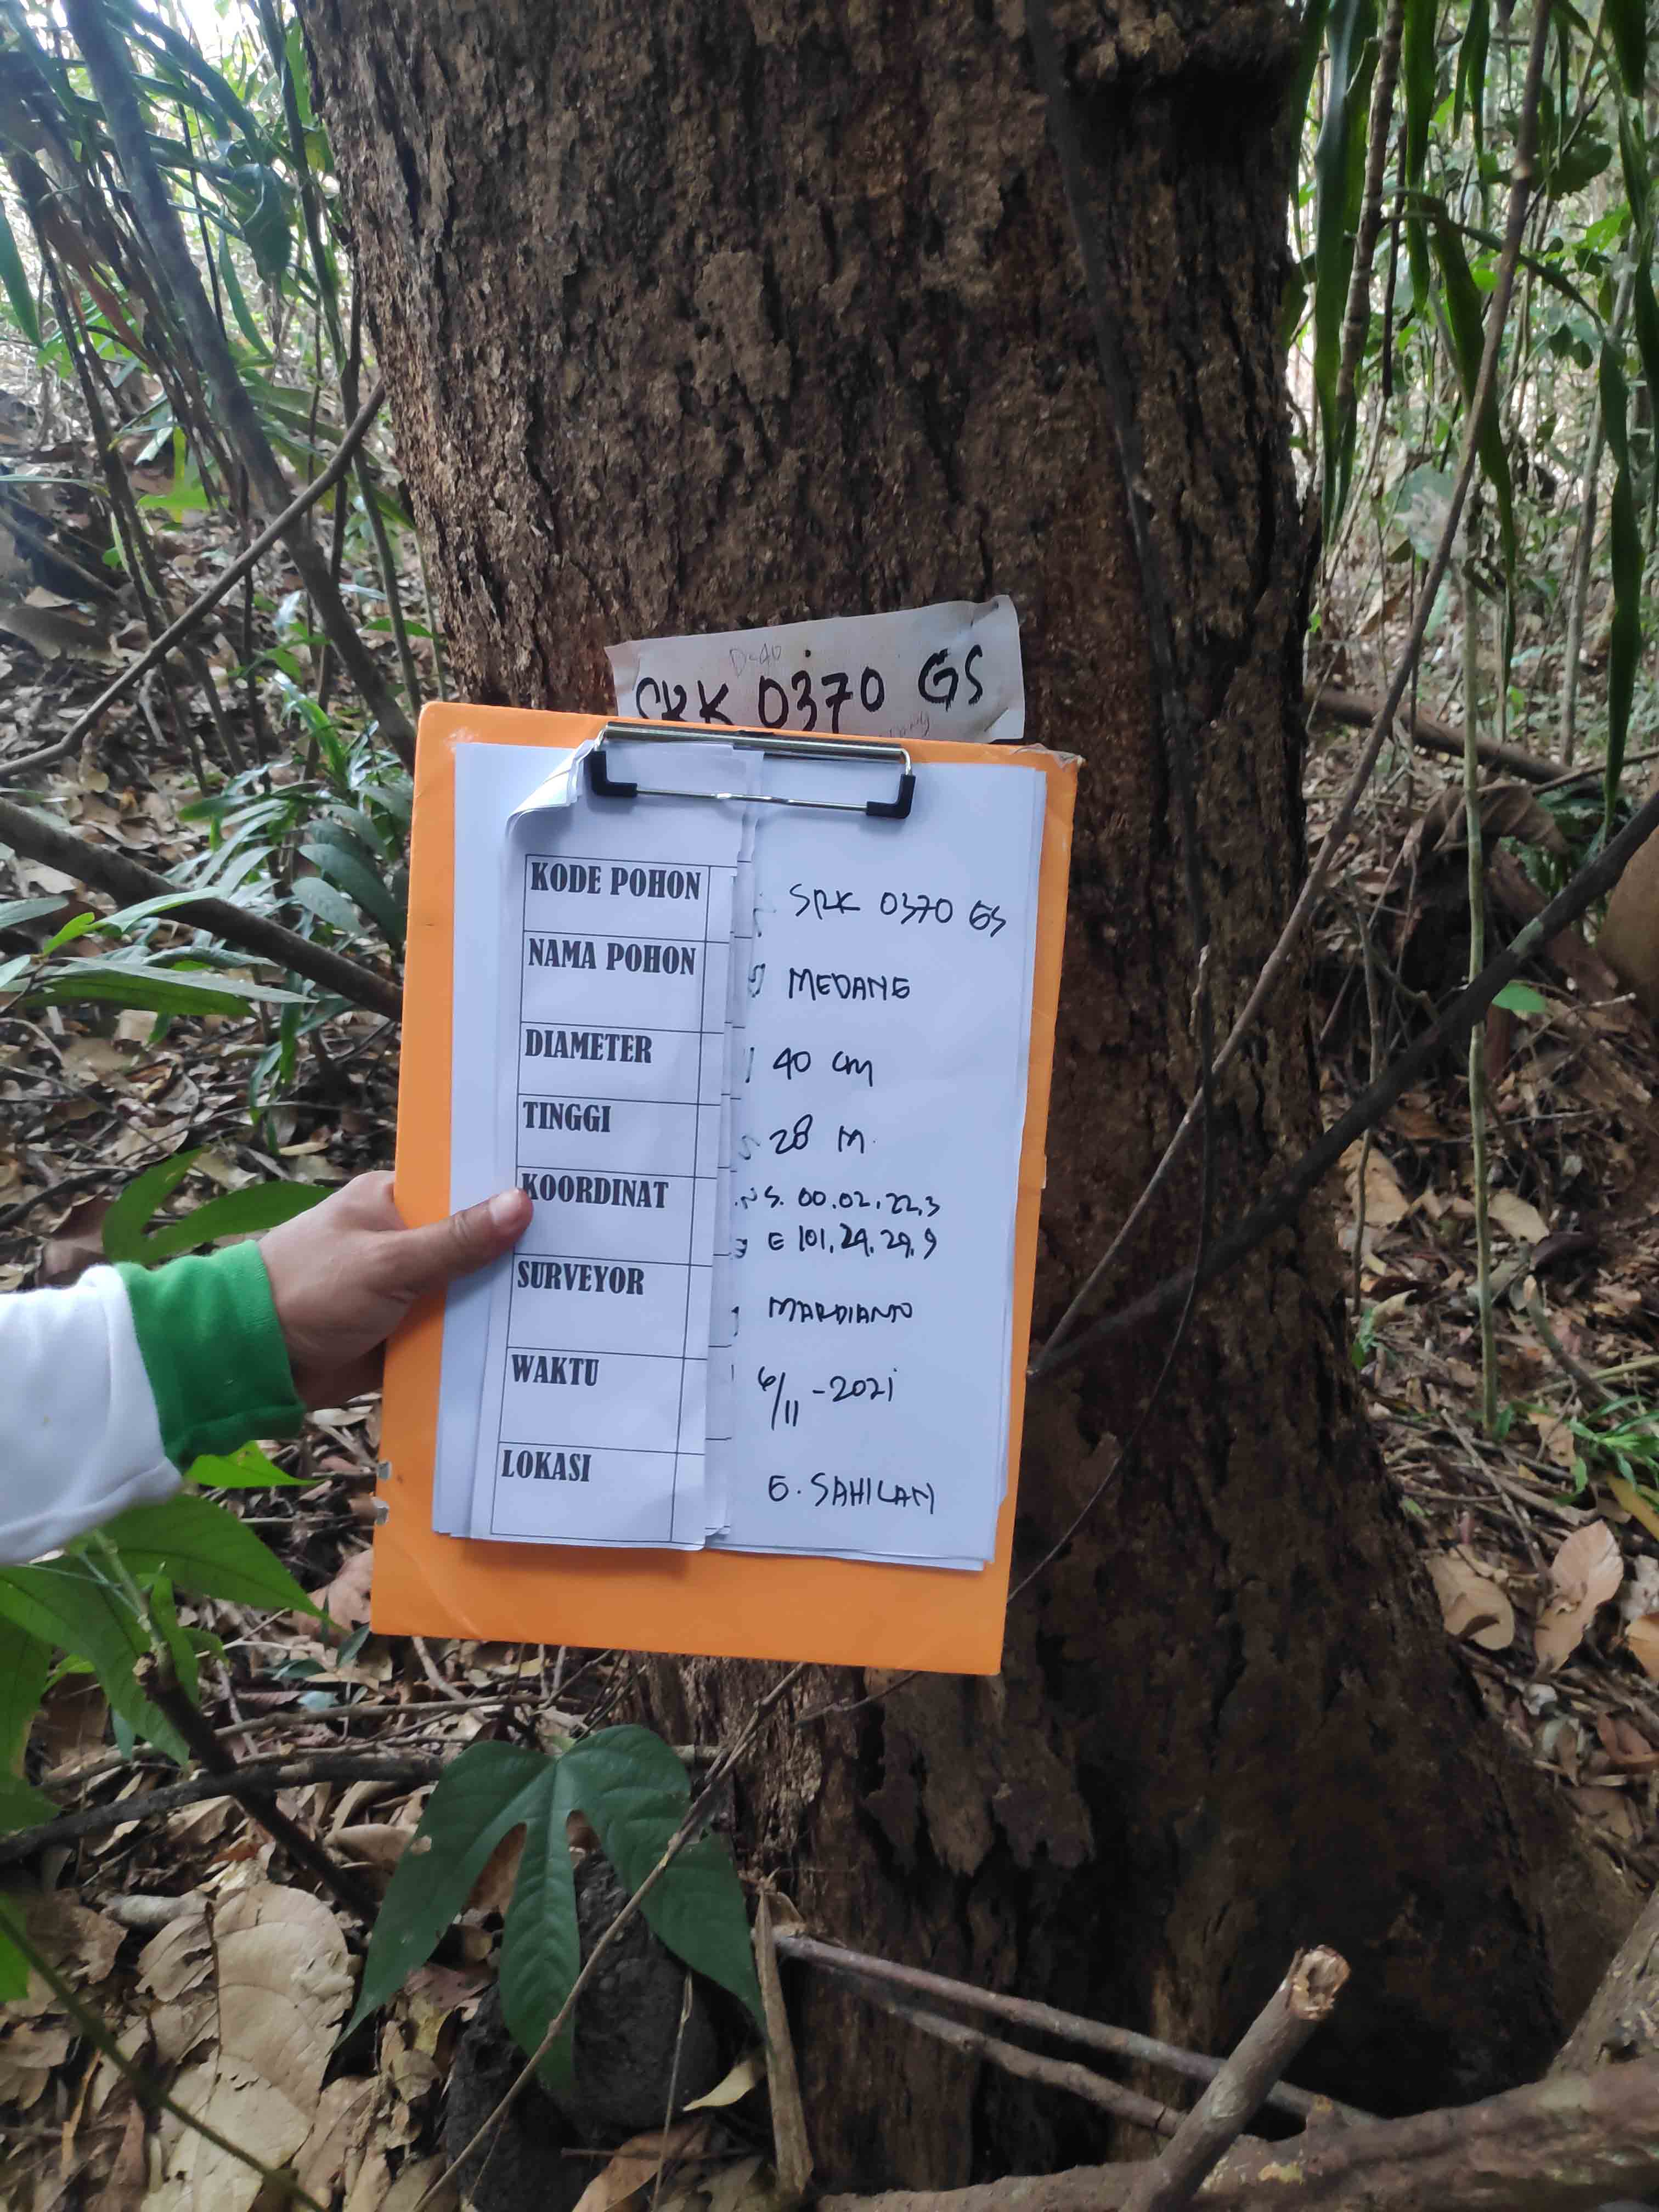 D=40
SRK 0370 GS
KODE POHON SRK 0370 GS
NAMA POHON MEDANG
DIAMETER 40 cm
TINGGI 28 M.
KOORDINAT S. 00.02.22,3
E 101.29.29,9
SURVEYOR MARDIANTO
WAKTU 6/11-2021
LOKASI G. SAHILAN